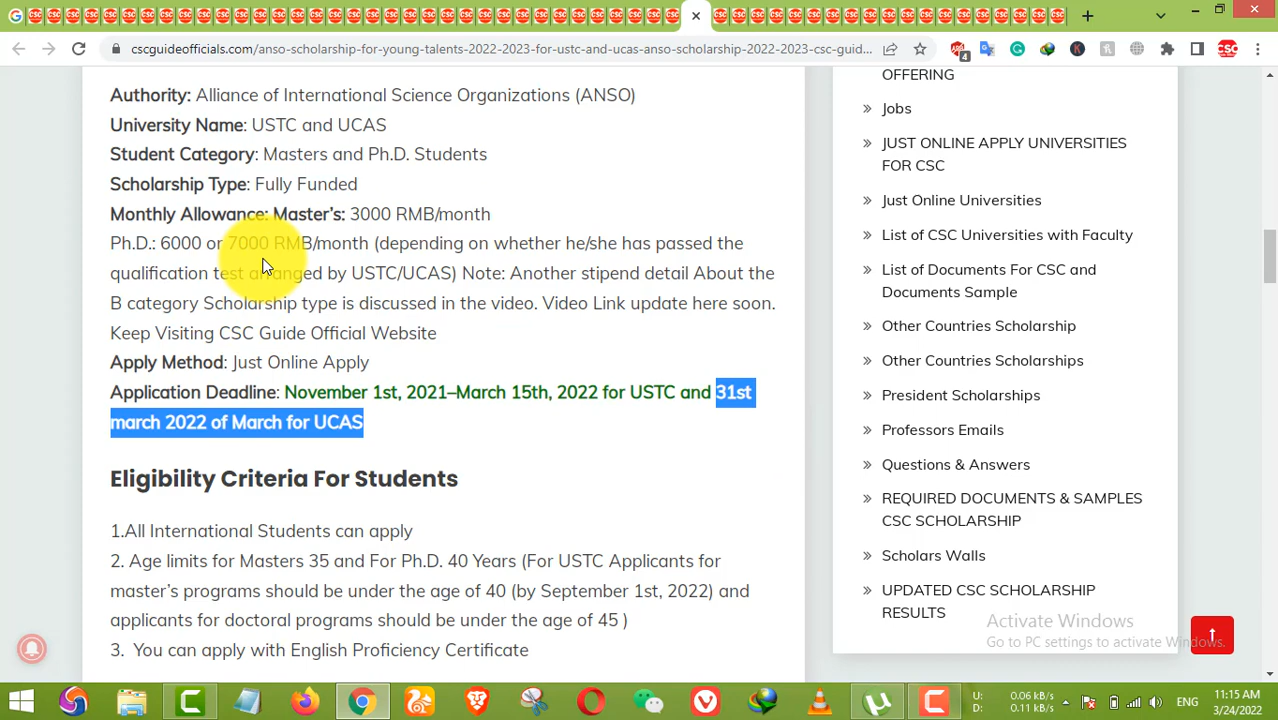 cscguideofficials.com/anso-scholarship-for-young-talents-2022-2023-for-ustc-and-ucas-anso-scholarship-2022-2023-csc-guid...
4
Authority: Alliance of International Science Organizations (ANSO)
University Name: USTC and UCAS
Student Category: Masters and Ph.D. Students
Scholarship Type: Fully Funded
Monthly Allowance: Master's: 3000 RMB/month
Ph.D.: 6000 or 7000 RMB/month (depending on whether he/she has passed the
qualification test arranged by USTC/UCAS) Note: Another stipend detail About the
B category Scholarship type is discussed in the video. Video Link update here soon.
Keep Visiting CSC Guide Official Website
Apply Method: Just Online Apply
Application Deadline: November 1st, 2021–March 15th, 2022 for USTC and 31st
march 2022 of March for UCAS
Eligibility Criteria For Students
1.All International Students can apply
2. Age limits for Masters 35 and For Ph.D. 40 Years (For USTC Applicants for
master's programs should be under the age of 40 (by September 1st, 2022) and
applicants for doctoral programs should be under the age of 45 )
3. You can apply with English Proficiency Certificate
OFFERING
Jobs
JUST ONLINE APPLY UNIVERSITIES
FOR CSC
Just Online Universities
List of CSC Universities with Faculty
List of Documents For CSC and
Documents Sample
Other Countries Scholarship
Other Countries Scholarships
President Scholarships
Professors Emails
Questions & Answers
REQUIRED DOCUMENTS & SAMPLES
CSC SCHOLARSHIP
Scholars Walls
UPDATED CSC SCHOLARSHIP
RESULTS
Activate Windows
Go to PC settings to activate Windows.
U: 0.06 kB/s
D: 0.11 kB/s
ENG
11:15 AM
3/24/2022